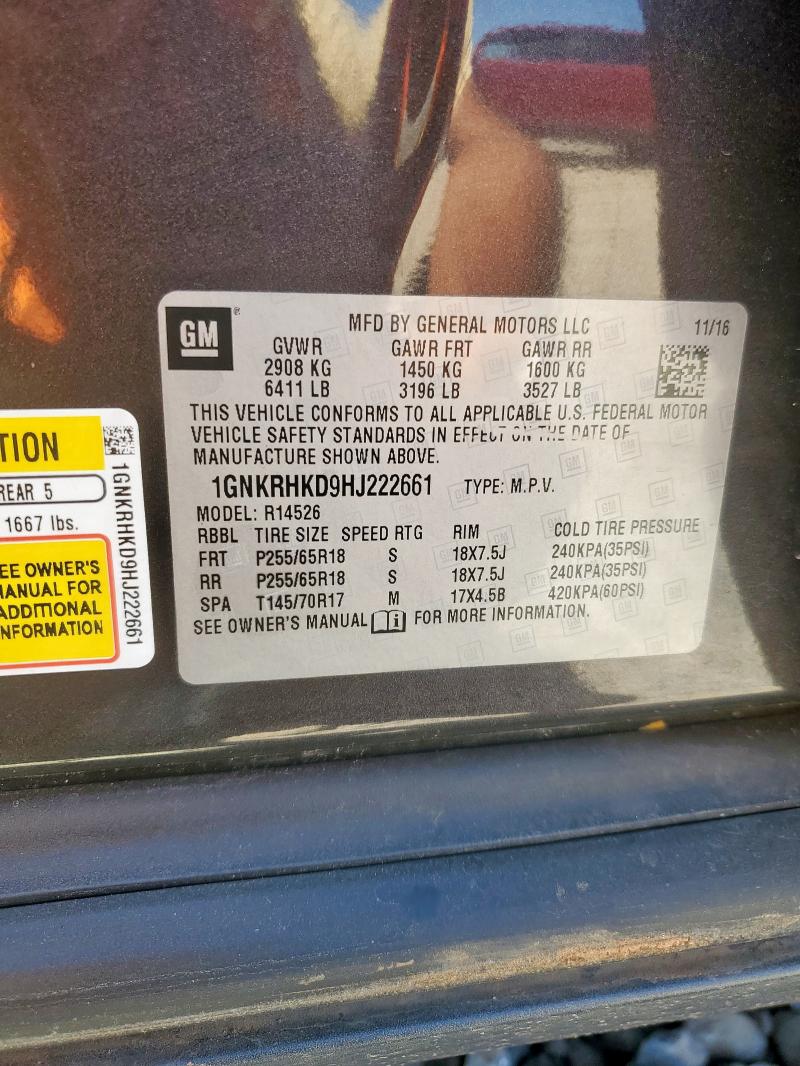 GM
®
MFD BY GENERAL MOTORS LLC 11/16
GVWR GAWR FRT GAWR RR
2908 KG 1450 KG 1600 KG
6411 LB 3196 LB 3527 LB
THIS VEHICLE CONFORMS TO ALL APPLICABLE U.S. FEDERAL MOTOR
VEHICLE SAFETY STANDARDS IN EFFECT ON THE DATE OF
MANUFACTURE SHOWN ABOVE.
1GNKRHKD9HJ222661 TYPE: M.P.V.
MODEL: R14526
RBBL TIRE SIZE SPEED RTG RIM COLD TIRE PRESSURE
FRT P255/65R18 S 18X7.5J 240KPA(35PSI)
RR P255/65R18 S 18X7.5J 240KPA(35PSI)
SPA T145/70R17 M 17X4.5B 420KPA(60PSI)
SEE OWNER'S MANUAL i FOR MORE INFORMATION.
TION
REAR 5
1667 lbs.
EE OWNER'S
MANUAL FOR
ADDITIONAL
NFORMATION
1GNKRHKD9HJ222661